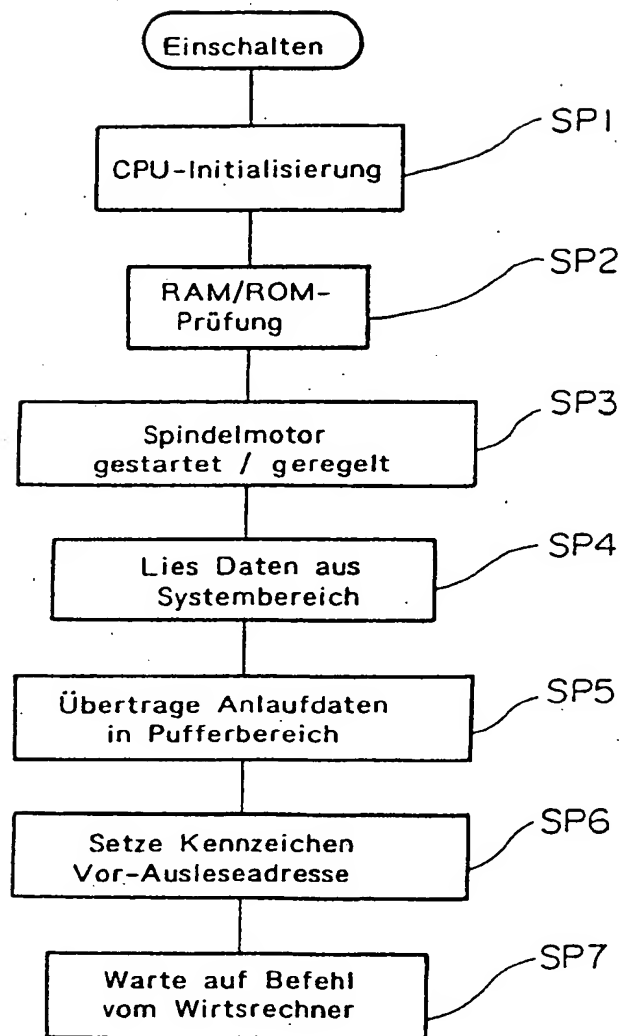 Einschalten
SP1
CPU-Initialisierung
SP2
RAM/ROM-
Prüfung
SP3
Spindelmotor
gestartet / geregelt
SP4
Lies Daten aus
Systembereich
SP5
Übertrage Anlaufdaten
in Pufferbereich
SP6
Setze Kennzeichen
Vor-Ausleseadresse
SP7
Warte auf Befehl
vom Wirtsrechner